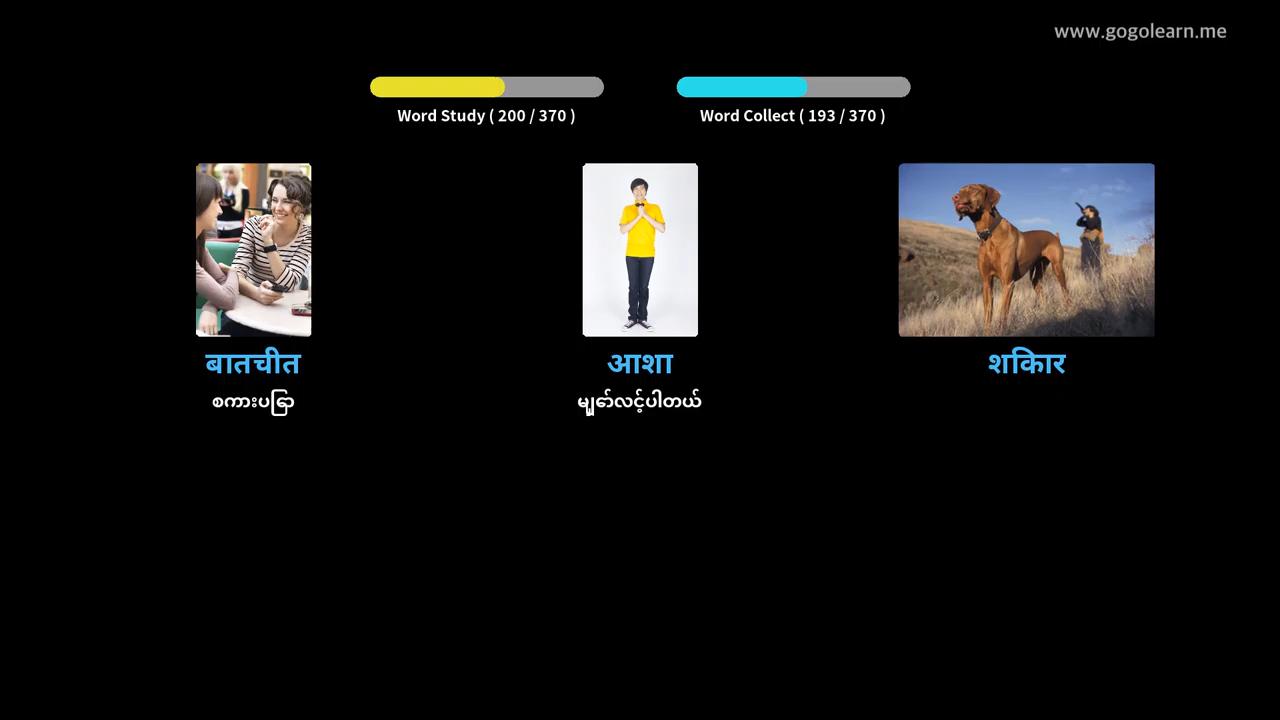 www.gogolearn.me
Word Study ( 200 / 370 )
Word Collect ( 193 / 370 )
बातचीत
आशा
शिकार
စကားပြော
မျှော်လင့်ပါတယ်